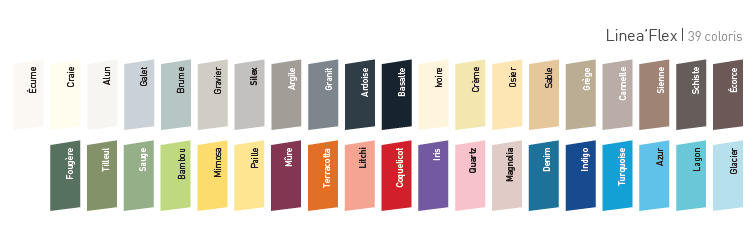 Linea'Flex | 39 coloris
Écume
Craie
Alun
Galet
Brume
Gravier
Silex
Argile
Granit
Ardoise
Basalte
Ivoire
Crème
Osier
Sable
Grège
Cannelle
Sienne
Schiste
Écorce
Fougère
Tilleul
Sauge
Bambou
Mimosa
Paille
Mûre
Terracotta
Litchi
Coquelicot
Iris
Quartz
Magnolia
Denim
Indigo
Turquoise
Azur
Lagon
Glacier